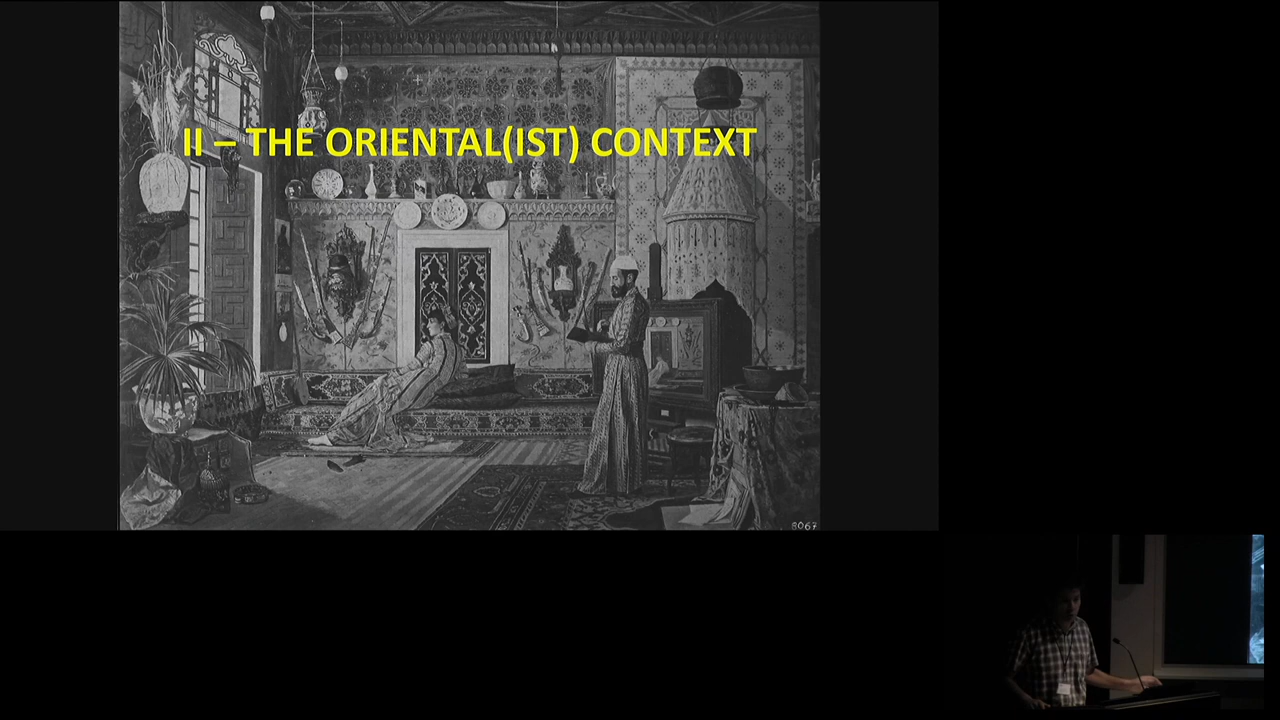 II – THE ORIENTAL(IST) CONTEXT
8067